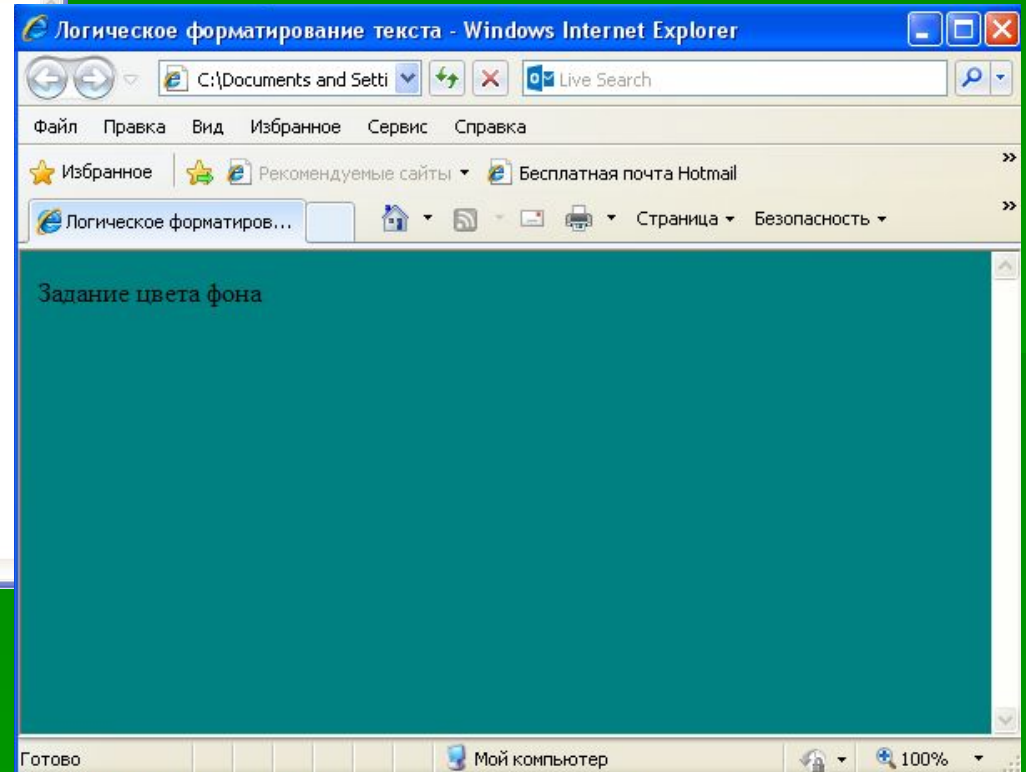 Логическое форматирование текста - Windows Internet Explorer
C:\Documents and Setti Live Search
Файл Правка Вид Избранное Сервис Справка
Избранное Рекомендуемые сайты Бесплатная почта Hotmail
Логическое форматиров... Страница Безопасность
Задание цвета фона
Готово Мой компьютер 100%